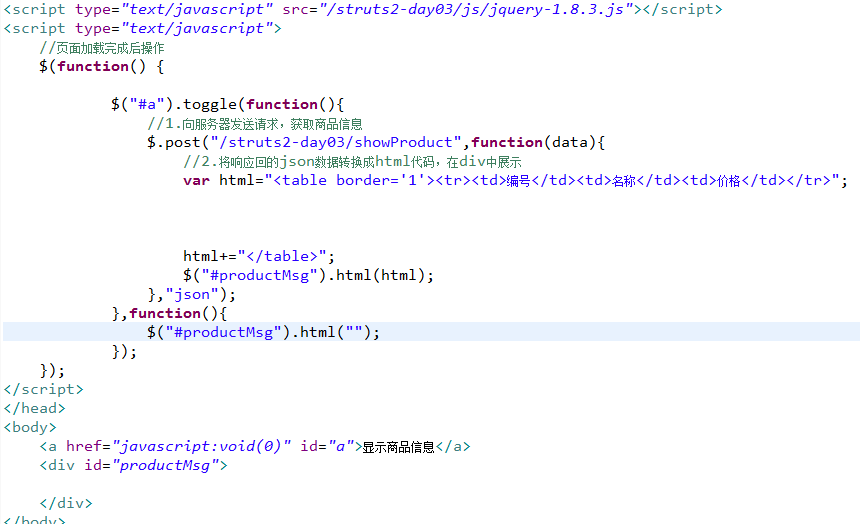 <script type="text/javascript" src="/struts2-day03/js/jquery-1.8.3.js"></script>
<script type="text/javascript">
//页面加载完成后操作
$(function() {
$("#a").toggle(function(){
//1.向服务器发送请求，获取商品信息
$.post("/struts2-day03/showProduct",function(data){
//2.将响应回的json数据转换成html代码，在div中展示
var html="<table border='1'><tr><td>编号</td><td>名称</td><td>价格</td></tr>";
html+="</table>";
$("#productMsg").html(html);
},"json");
},function(){
$("#productMsg").html("");
});
});
</script>
</head>
<body>
<a href="javascript:void(0)" id="a">显示商品信息</a>
<div id="productMsg">
</div>
</body>